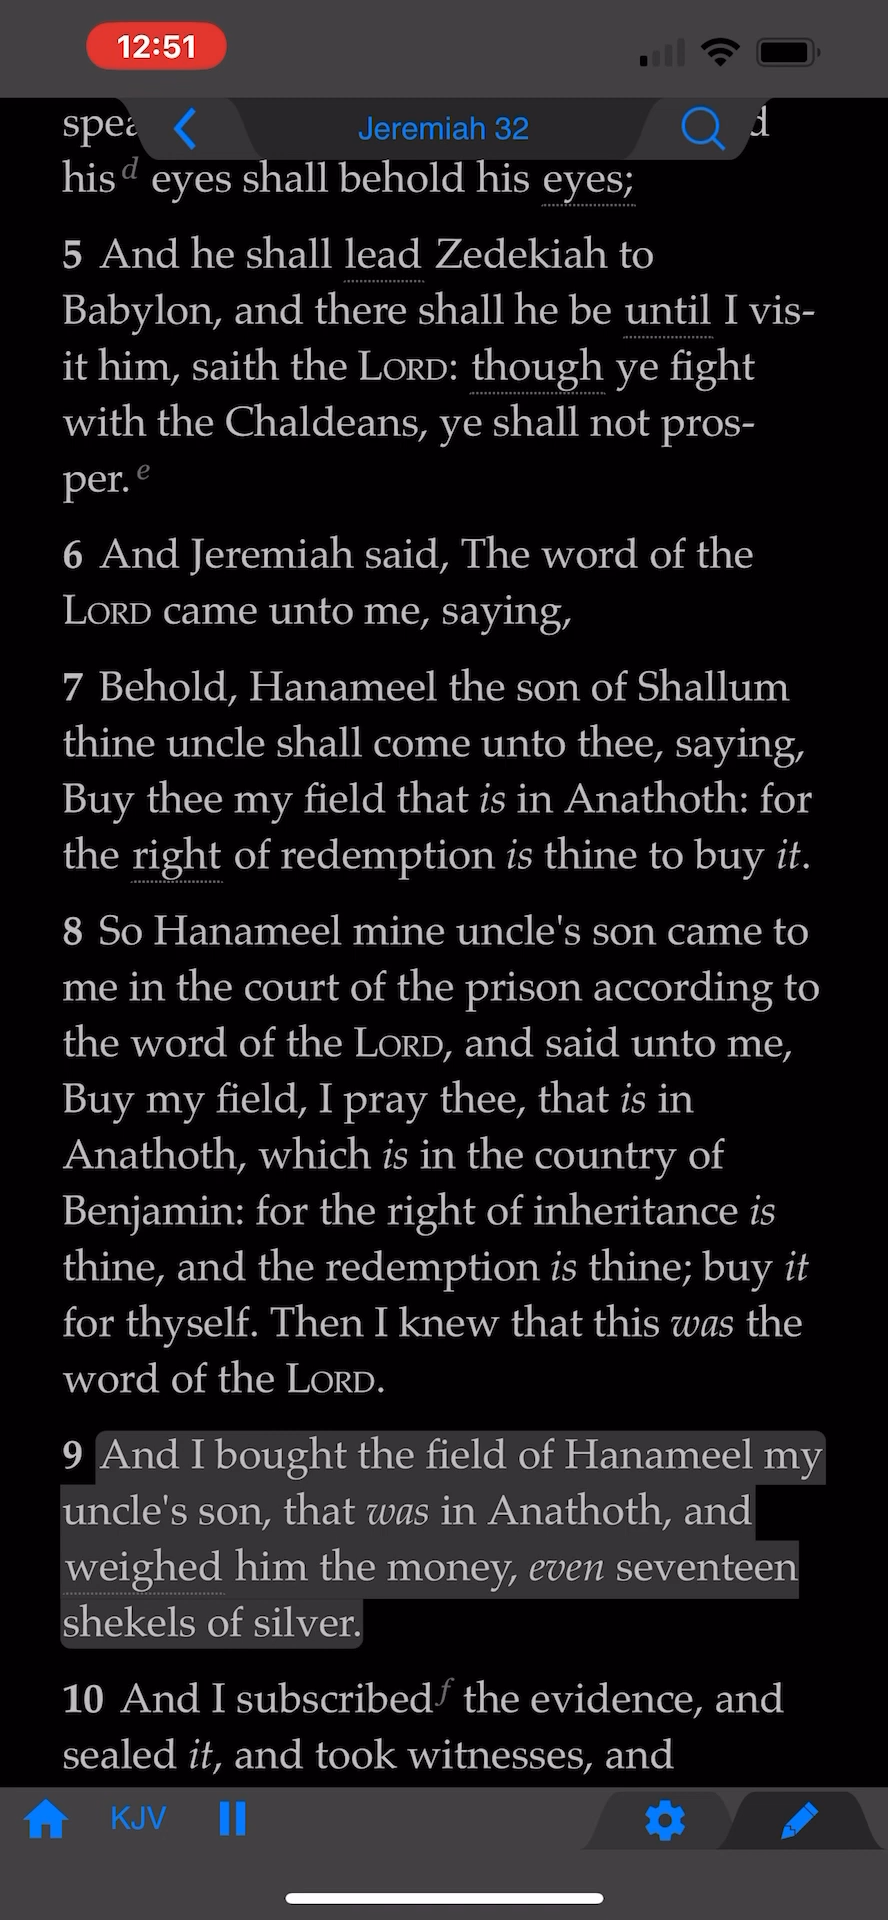 12:51
Jeremiah 32
his d eyes shall behold his eyes;
5 And he shall lead Zedekiah to
Babylon, and there shall he be until I vis-
it him, saith the LORD: though ye fight
with the Chaldeans, ye shall not pros-
per. e
6 And Jeremiah said, The word of the
LORD came unto me, saying,
7 Behold, Hanameel the son of Shallum
thine uncle shall come unto thee, saying,
Buy thee my field that is in Anathoth: for
the right of redemption is thine to buy it.
8 So Hanameel mine uncle's son came to
me in the court of the prison according to
the word of the LORD, and said unto me,
Buy my field, I pray thee, that is in
Anathoth, which is in the country of
Benjamin: for the right of inheritance is
thine, and the redemption is thine; buy it
for thyself. Then I knew that this was the
word of the LORD.
9 And I bought the field of Hanameel my
uncle's son, that was in Anathoth, and
weighed him the money, even seventeen
shekels of silver.
10 And I subscribed f the evidence, and
sealed it, and took witnesses, and
KJV